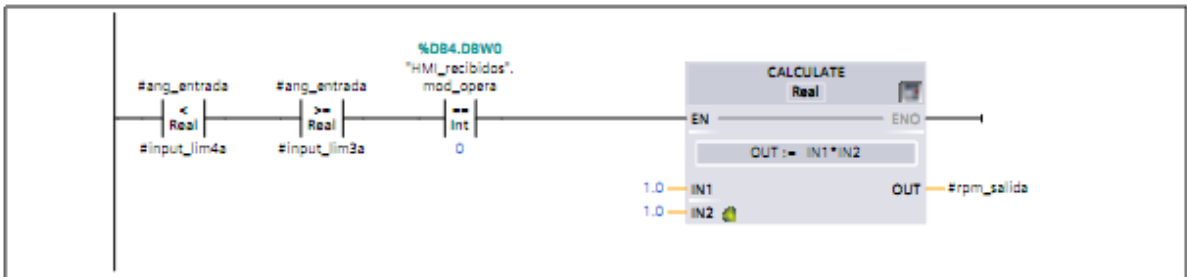 %DB4.DBW0
"HMI_recibidos".
#ang_entrada #ang_entrada mod_opera
< >= ==
Real Real Int
#input_lim4a #input_lim3a 0
CALCULATE
Real
EN ENO
OUT := IN1*IN2
1.0 IN1 OUT #rpm_salida
1.0 IN2